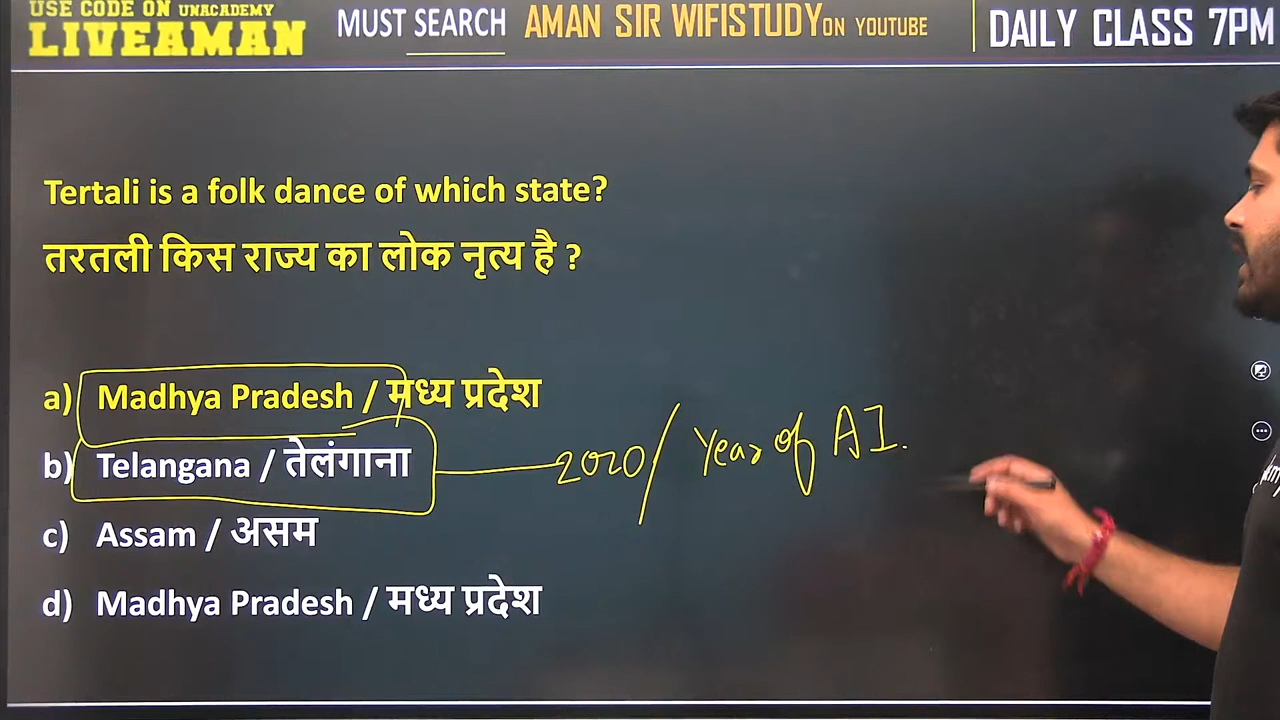 USE CODE ON UNACADEMY
LIVEAMAN
MUST SEARCH AMAN SIR WIFISTUDY ON YOUTUBE
DAILY CLASS 7PM
Tertali is a folk dance of which state?
तरतली किस राज्य का लोक नृत्य है ?
a) Madhya Pradesh / मध्य प्रदेश
b) Telangana / तेलंगाना 2020/ Year of AI.
c) Assam / असम
d) Madhya Pradesh / मध्य प्रदेश